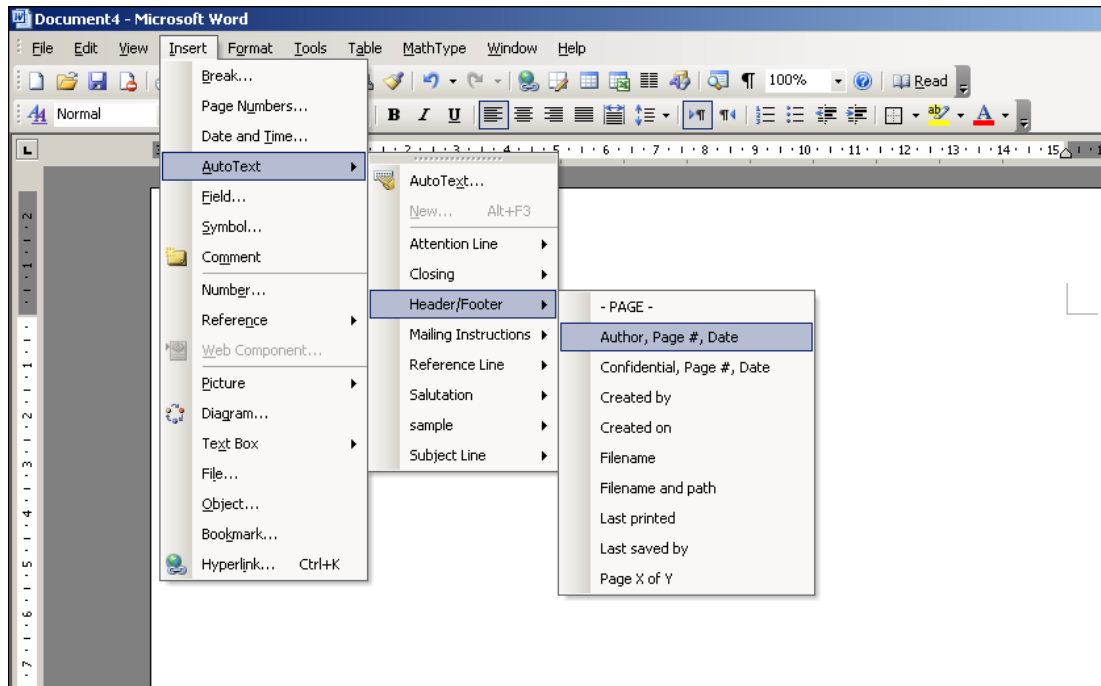 Document4 - Microsoft Word
File Edit View Insert Format Tools Table MathType Window Help
100% Read
Normal B I U
Break...
Page Numbers...
Date and Time...
AutoText
Field...
Symbol...
Comment
Number...
Reference
Web Component...
Picture
Diagram...
Text Box
File...
Object...
Bookmark...
Hyperlink... Ctrl+K
AutoText...
New... Alt+F3
Attention Line
Closing
Header/Footer
Mailing Instructions
Reference Line
Salutation
sample
Subject Line
- PAGE -
Author, Page #, Date
Confidential, Page #, Date
Created by
Created on
Filename
Filename and path
Last printed
Last saved by
Page X of Y